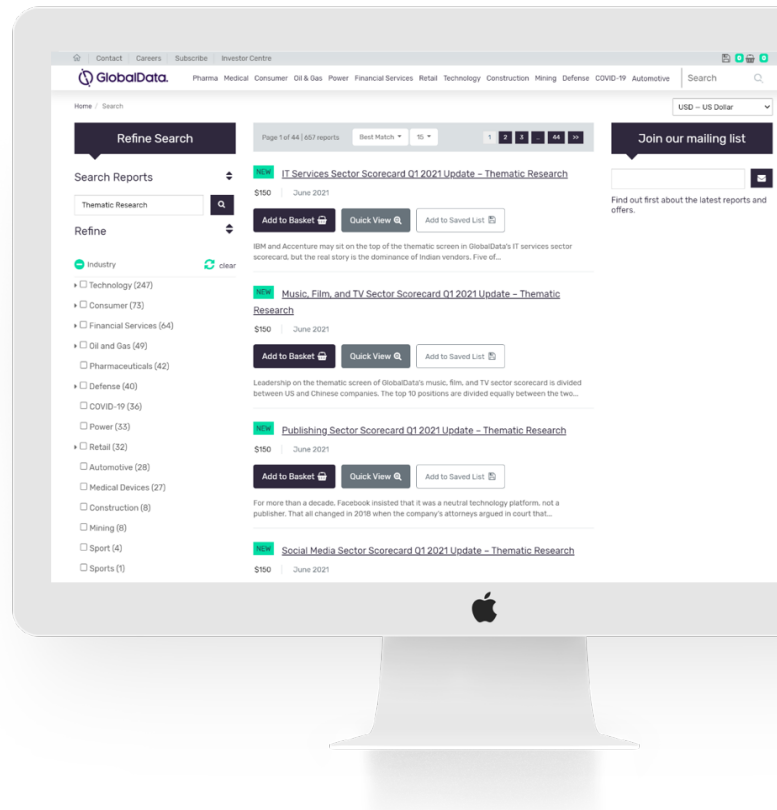 Contact Careers Subscribe Investor Centre 0 0
GlobalData. Pharma Medical Consumer Oil & Gas Power Financial Services Retail Technology Construction Mining Defense COVID-19 Automotive Search
Home / Search
USD – US Dollar
Refine Search
Search Reports
Thematic Research
Refine
Industry clear
Technology (247)
Consumer (73)
Financial Services (64)
Oil and Gas (49)
Pharmaceuticals (42)
Defense (40)
COVID-19 (36)
Power (33)
Retail (32)
Automotive (28)
Medical Devices (27)
Construction (8)
Mining (8)
Sport (4)
Sports (1)
Page 1 of 44 | 657 reports Best Match 15 1 2 3 ... 44 >>
NEW IT Services Sector Scorecard Q1 2021 Update – Thematic Research
$150 June 2021
Add to Basket Quick View Add to Saved List
IBM and Accenture may sit on the top of the thematic screen in GlobalData's IT services sector
scorecard, but the real story is the dominance of Indian vendors. Five of...
NEW Music, Film, and TV Sector Scorecard Q1 2021 Update – Thematic
Research
$150 June 2021
Add to Basket Quick View Add to Saved List
Leadership on the thematic screen of GlobalData's music, film, and TV sector scorecard is divided
between US and Chinese companies. The top 10 positions are divided equally between the two...
NEW Publishing Sector Scorecard Q1 2021 Update – Thematic Research
$150 June 2021
Add to Basket Quick View Add to Saved List
For more than a decade, Facebook insisted that it was a neutral technology platform, not a
publisher. That all changed in 2018 when the company's attorneys argued in court that...
NEW Social Media Sector Scorecard Q1 2021 Update – Thematic Research
$150 June 2021
Join our mailing list
Find out first about the latest reports and
offers.